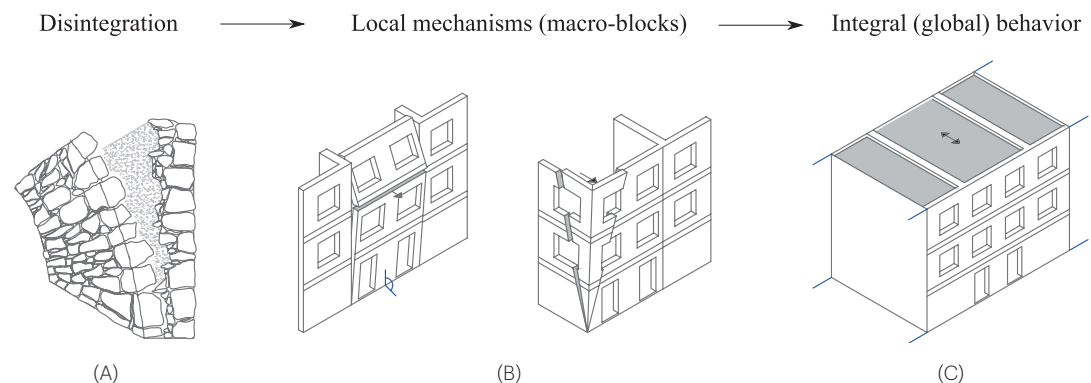 Disintegration
Local mechanisms (macro-blocks)
Integral (global) behavior
(A)
(B)
(C)